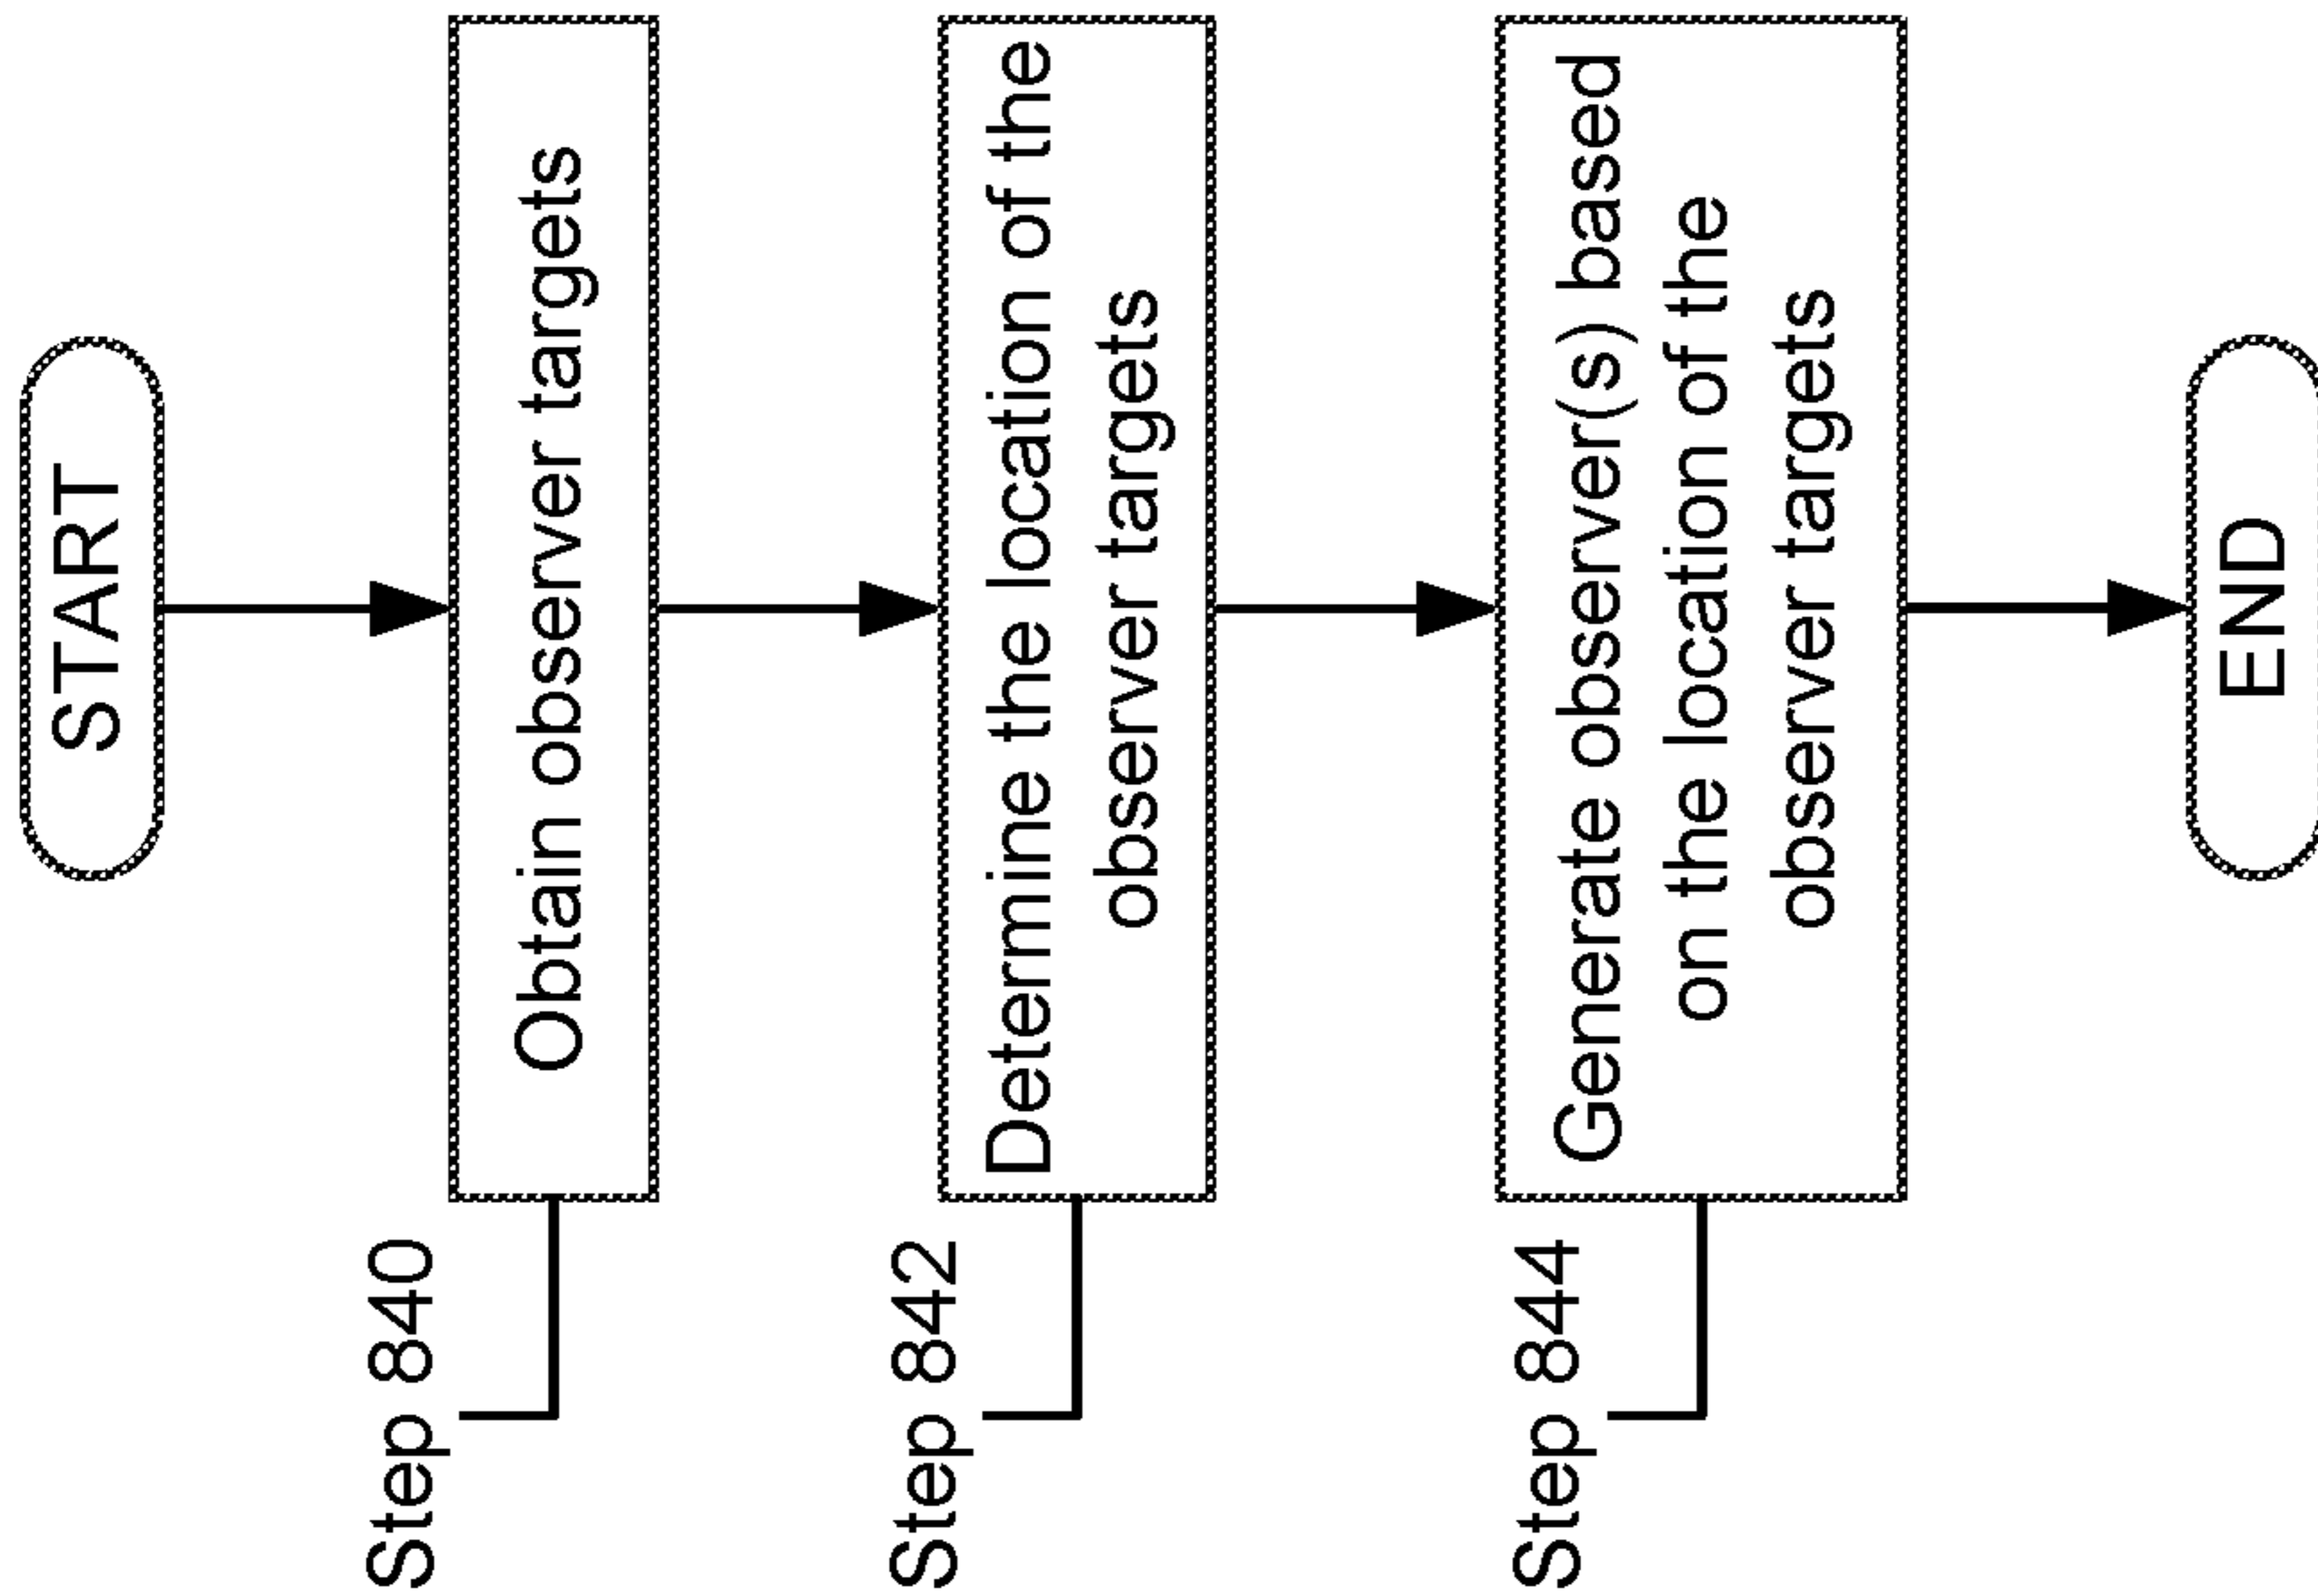 START
Step 840
Obtain observer targets
Step 842
Determine the location of the
observer targets
Step 844
Generate observer(s) based
on the location of the
observer targets
END